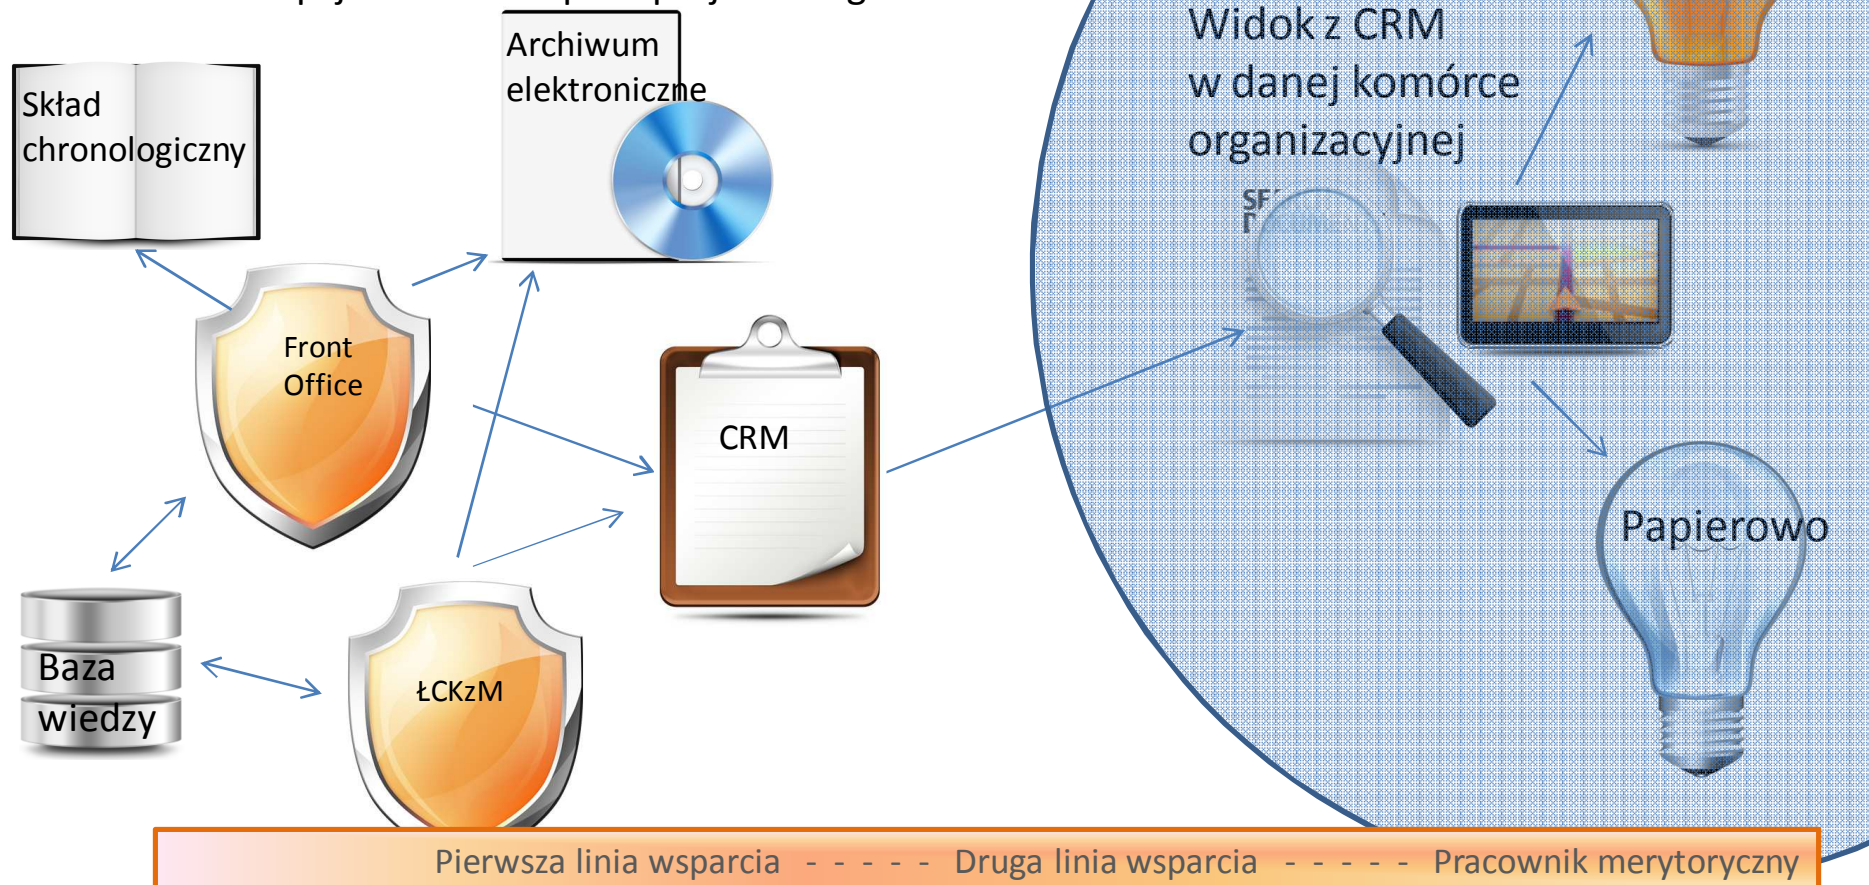 Archiwum
elektroniczne
Skład
chronologiczny
Widok z CRM
w danej komórce
organizacyjnej
Front
Office
CRM
Papierowo
Baza
wiedzy
ŁCKzM
Pierwsza linia wsparcia - - - - - Druga linia wsparcia - - - - - Pracownik merytoryczny